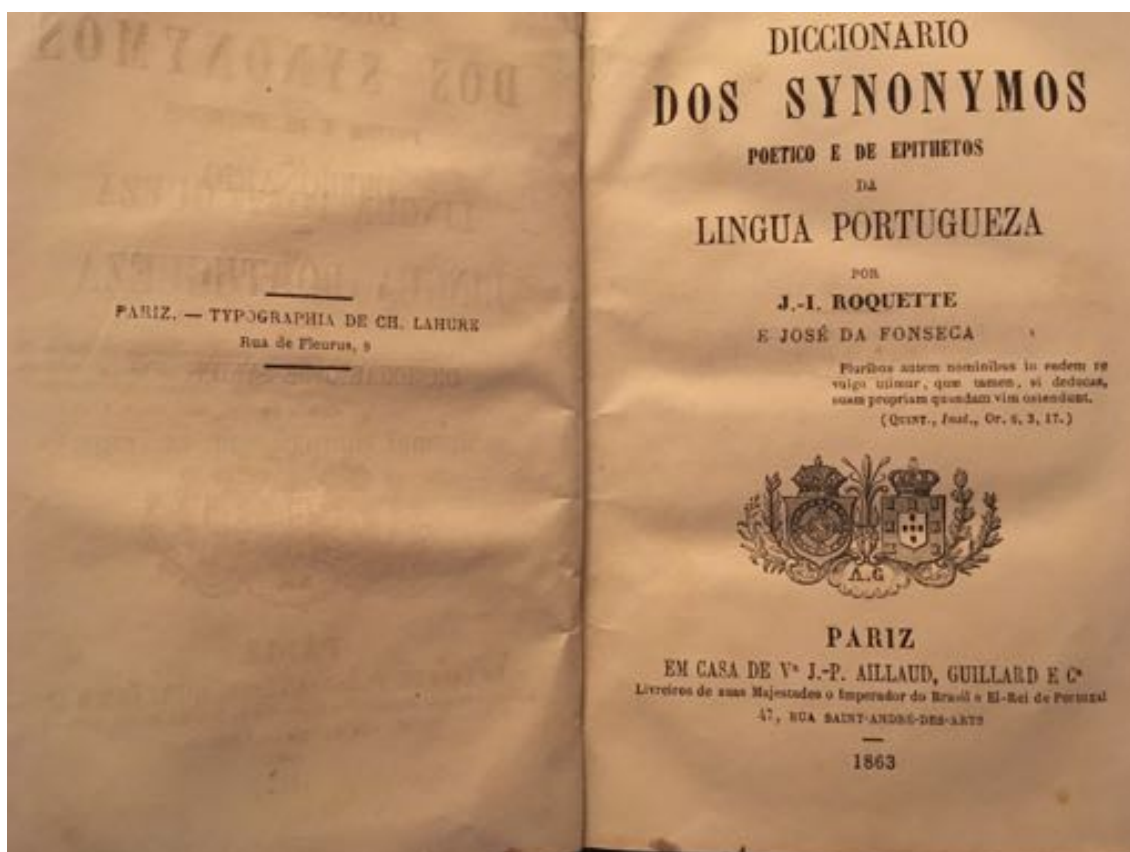 PARIZ. — TYPOGRAPHIA DE CH. LAHURE
Rua de Fleurus, 9
DICCIONARIO
DOS SYNONYMOS
POETICO E DE EPITHETOS
DA
LINGUA PORTUGUEZA
POR
J.-I. ROQUETTE
E JOSÉ DA FONSECA
Pluribus autem nominibus in eadem re
vulgo utimur, quæ tamen, si deducas,
suam propriam quamdam vim ostendent.
(QUINT., Inst., Or. 6, 3, 17.)
A.G
PARIZ
EM CASA DE Vª J.-P. AILLAUD, GUILLARD E Cª
Livreiros de suas Majestades o Imperador do Brasil e El-Rei de Portugal
47, RUA SAINT-ANDRÉ-DES-ARTS
1863